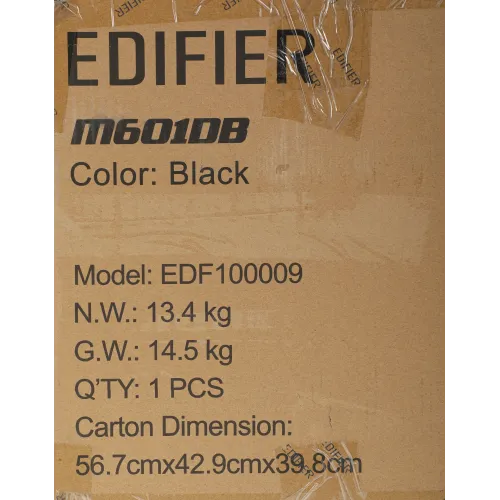 EDIFIER
M601DB
Color: Black
Model: EDF100009
N.W.: 13.4 kg
G.W.: 14.5 kg
Q'TY: 1 PCS
Carton Dimension:
56.7cmx42.9cmx39.8cm
EDIFIER